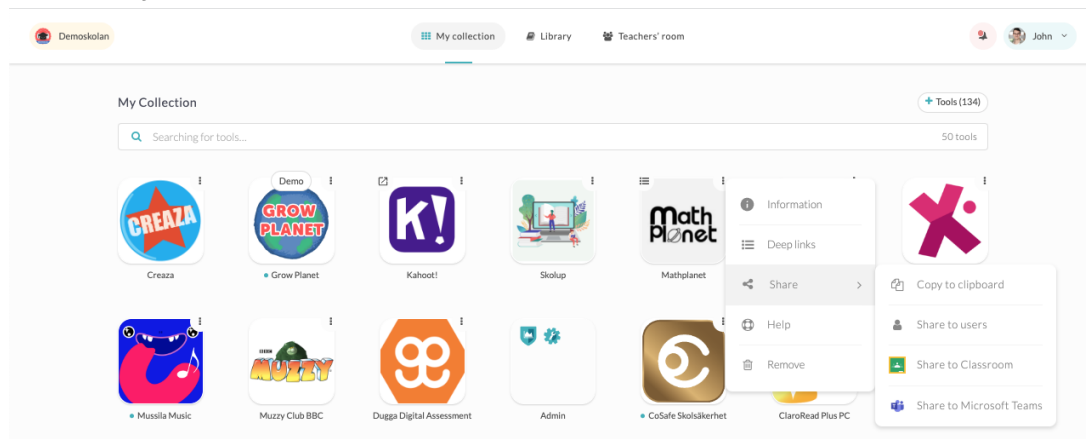 Demoskolan
My collection
Library
Teachers' room
John
My Collection
+ Tools (134)
Searching for tools...
50 tools
CREAZA
Demo
GROW
PLANET
K!
Math
Planet
Information
Deep links
Creaza
Grow Planet
Kahoot!
Skolup
Mathplanet
Share
Copy to clipboard
Help
Share to users
Remove
Share to Classroom
MUZZY
Mussila Music
Muzzy Club BBC
Dugga Digital Assessment
Admin
CoSafe Skolsäkerhet
ClaroRead Plus PC
Share to Microsoft Teams